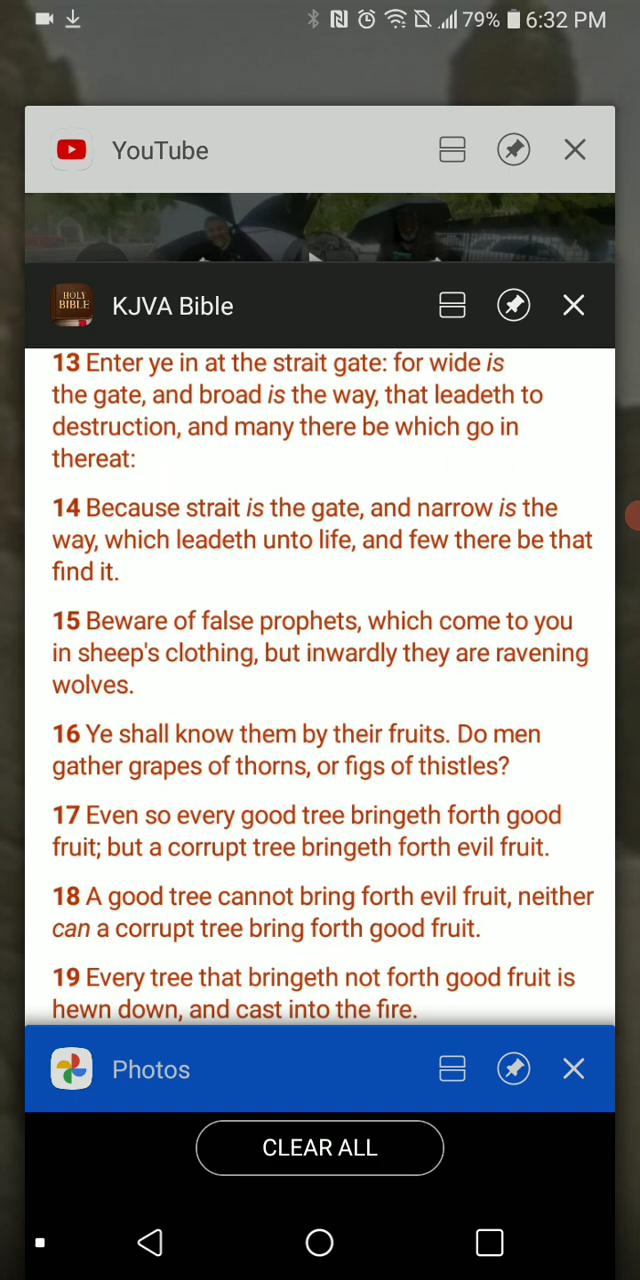 79% 6:32 PM
YouTube
HOLY
BIBLE
KJVA Bible
13 Enter ye in at the strait gate: for wide is
the gate, and broad is the way, that leadeth to
destruction, and many there be which go in
thereat:
14 Because strait is the gate, and narrow is the
way, which leadeth unto life, and few there be that
find it.
15 Beware of false prophets, which come to you
in sheep's clothing, but inwardly they are ravening
wolves.
16 Ye shall know them by their fruits. Do men
gather grapes of thorns, or figs of thistles?
17 Even so every good tree bringeth forth good
fruit; but a corrupt tree bringeth forth evil fruit.
18 A good tree cannot bring forth evil fruit, neither
can a corrupt tree bring forth good fruit.
19 Every tree that bringeth not forth good fruit is
hewn down, and cast into the fire.
Photos
CLEAR ALL